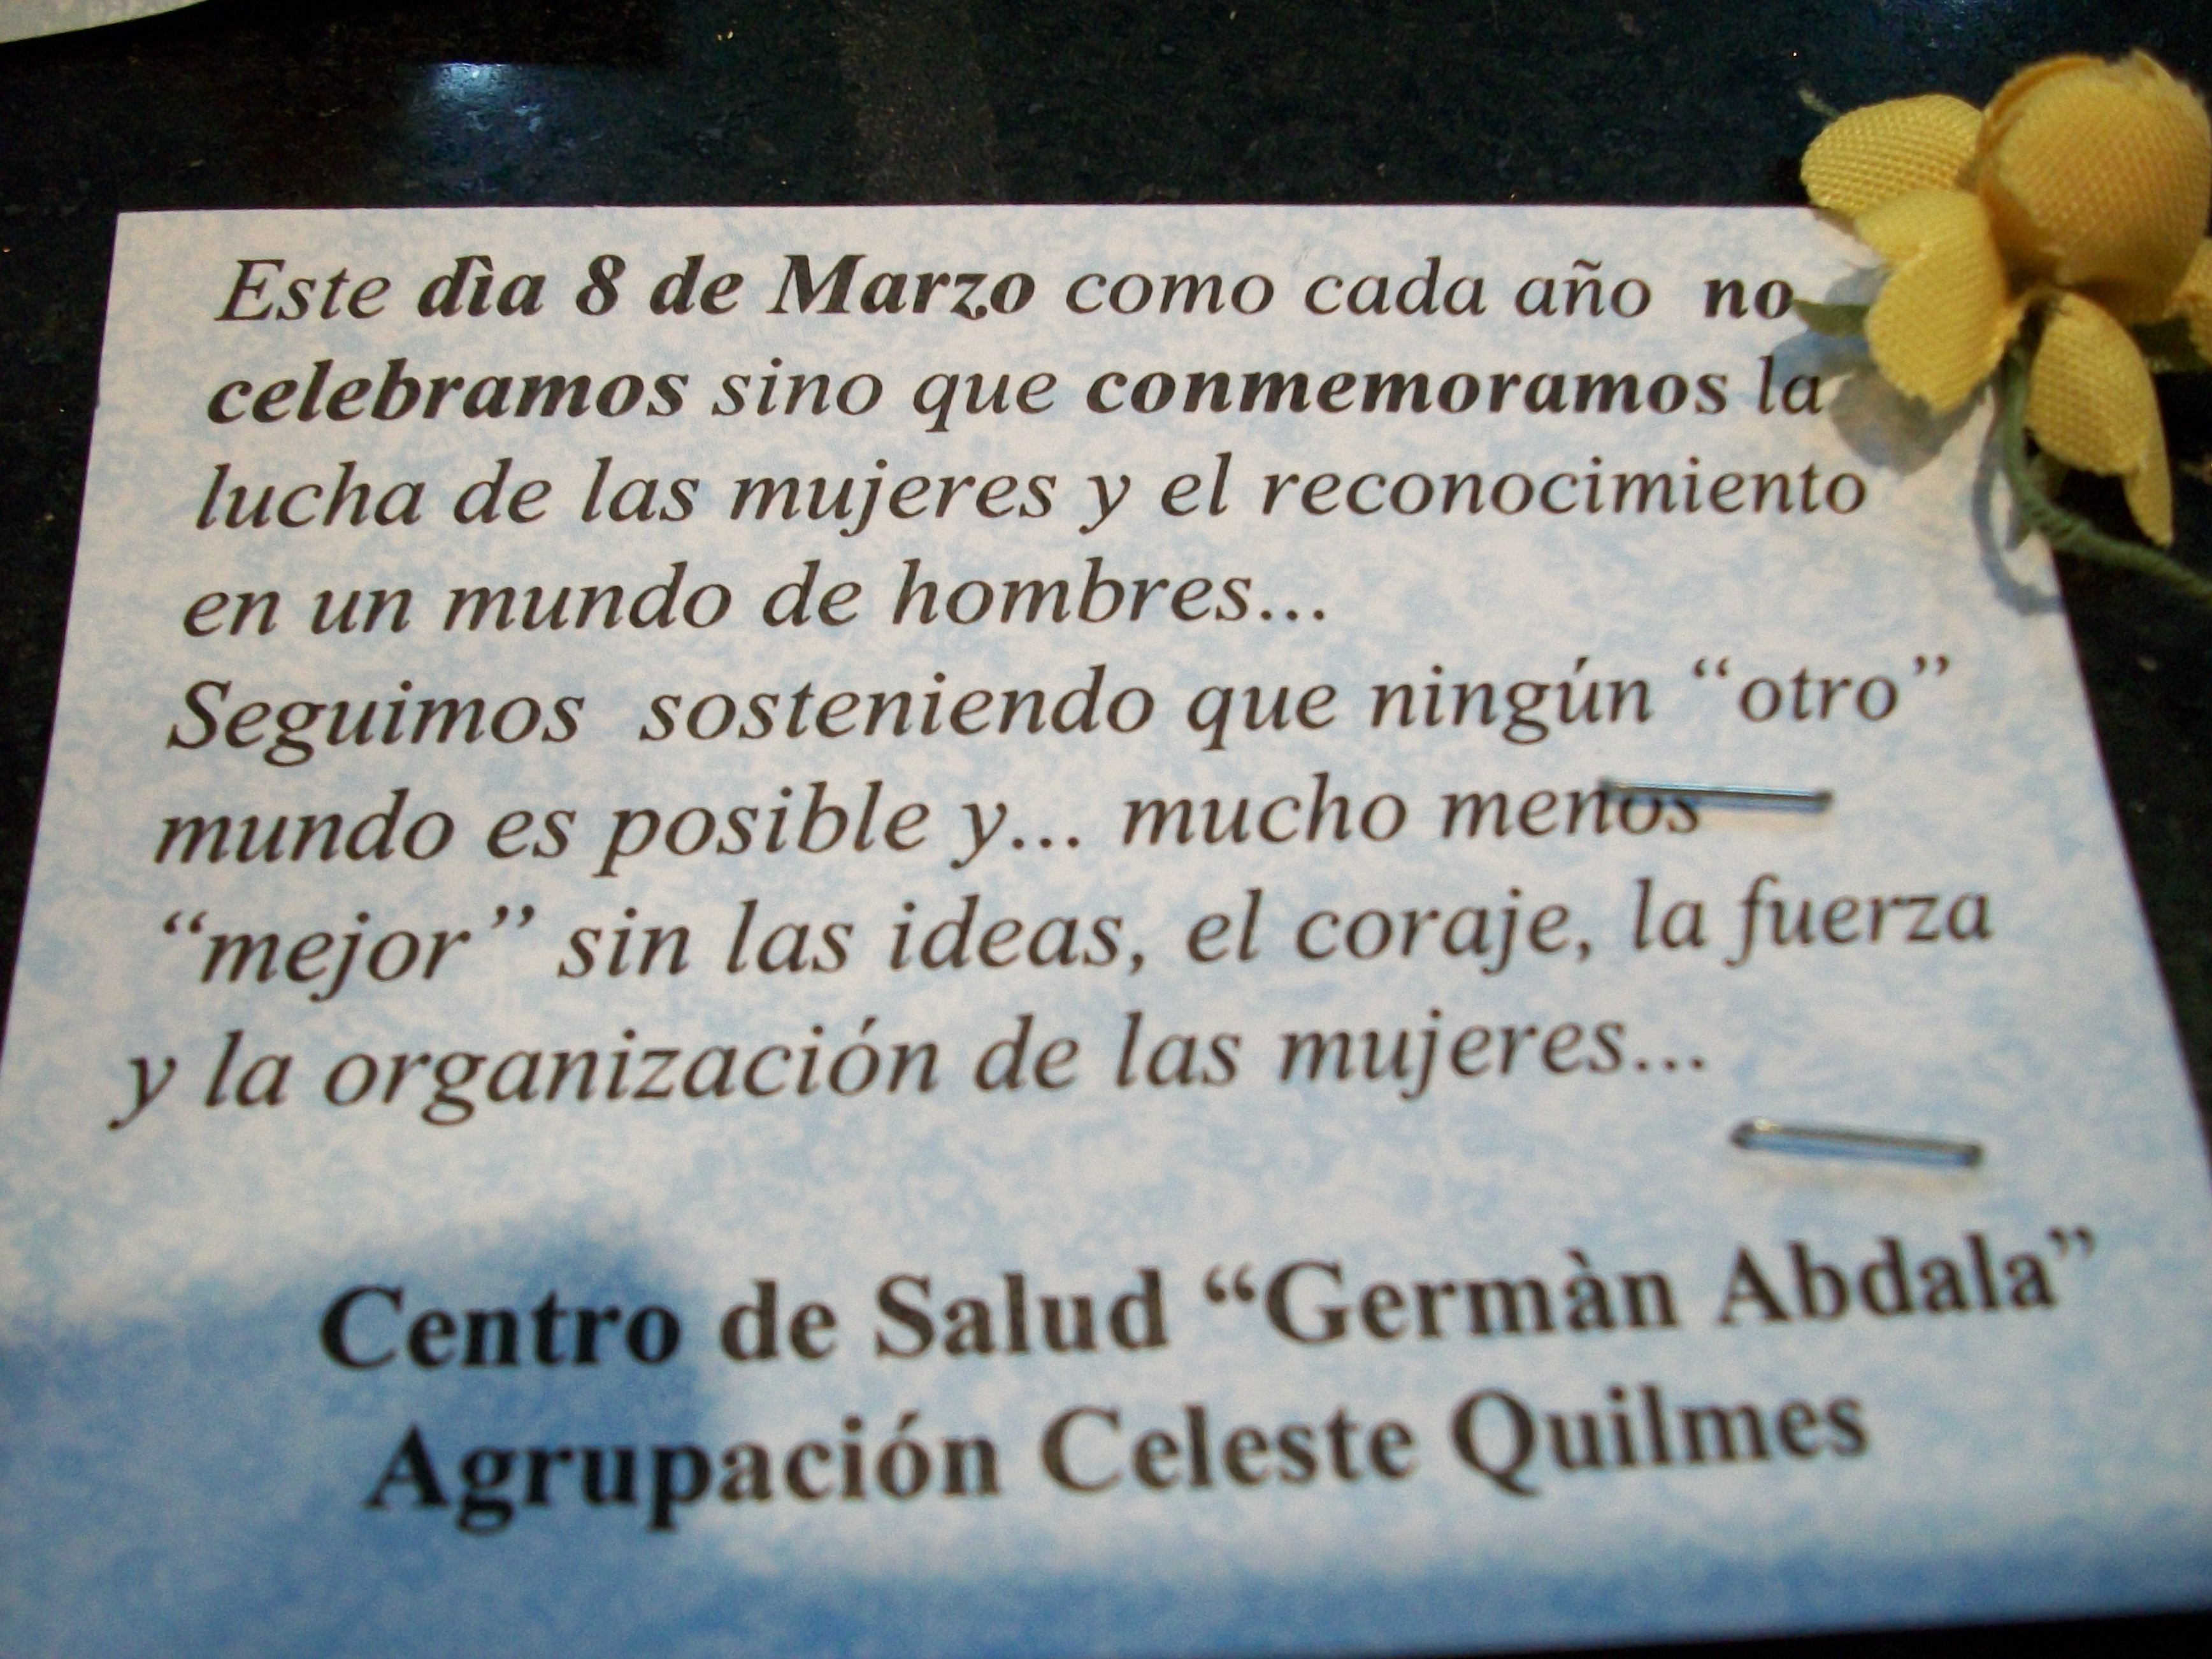 Este dìa 8 de Marzo como cada año no
celebramos sino que conmemoramos la
lucha de las mujeres y el reconocimiento
en un mundo de hombres...
Seguimos sosteniendo que ningún “otro”
mundo es posible y... mucho menos
“mejor” sin las ideas, el coraje, la fuerza
y la organización de las mujeres...
Centro de Salud “Germàn Abdala”
Agrupación Celeste Quilmes